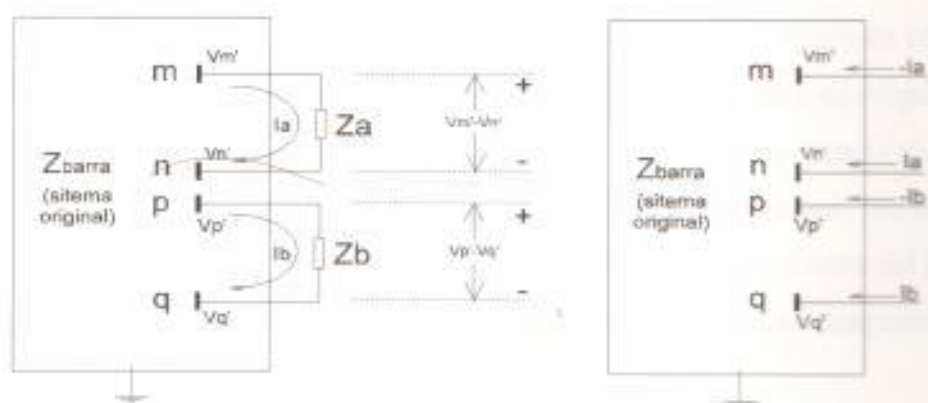 m
Vm'
Ia
Za
Vm'-Vn'
+
-
Zbarra
(sitema
original)
n
Vn'
p
Vp'
Ib
Zb
Vp'-Vq'
+
-
q
Vq'
m
Vm'
-Ia
Zbarra
(sitema
original)
n
Vn'
Ia
p
Vp'
-Ib
q
Vq'
Ib